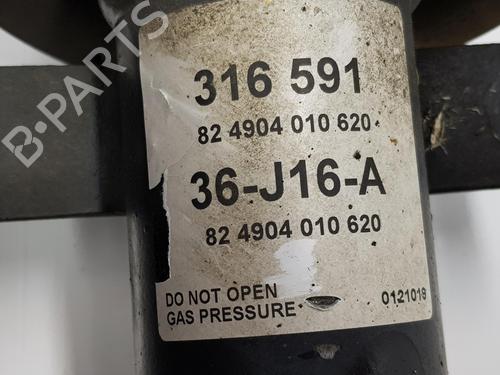 B-PARTS
316 591
82 4904 010 620
36-J16-A
82 4904 010 620
DO NOT OPEN
GAS PRESSURE
0121019